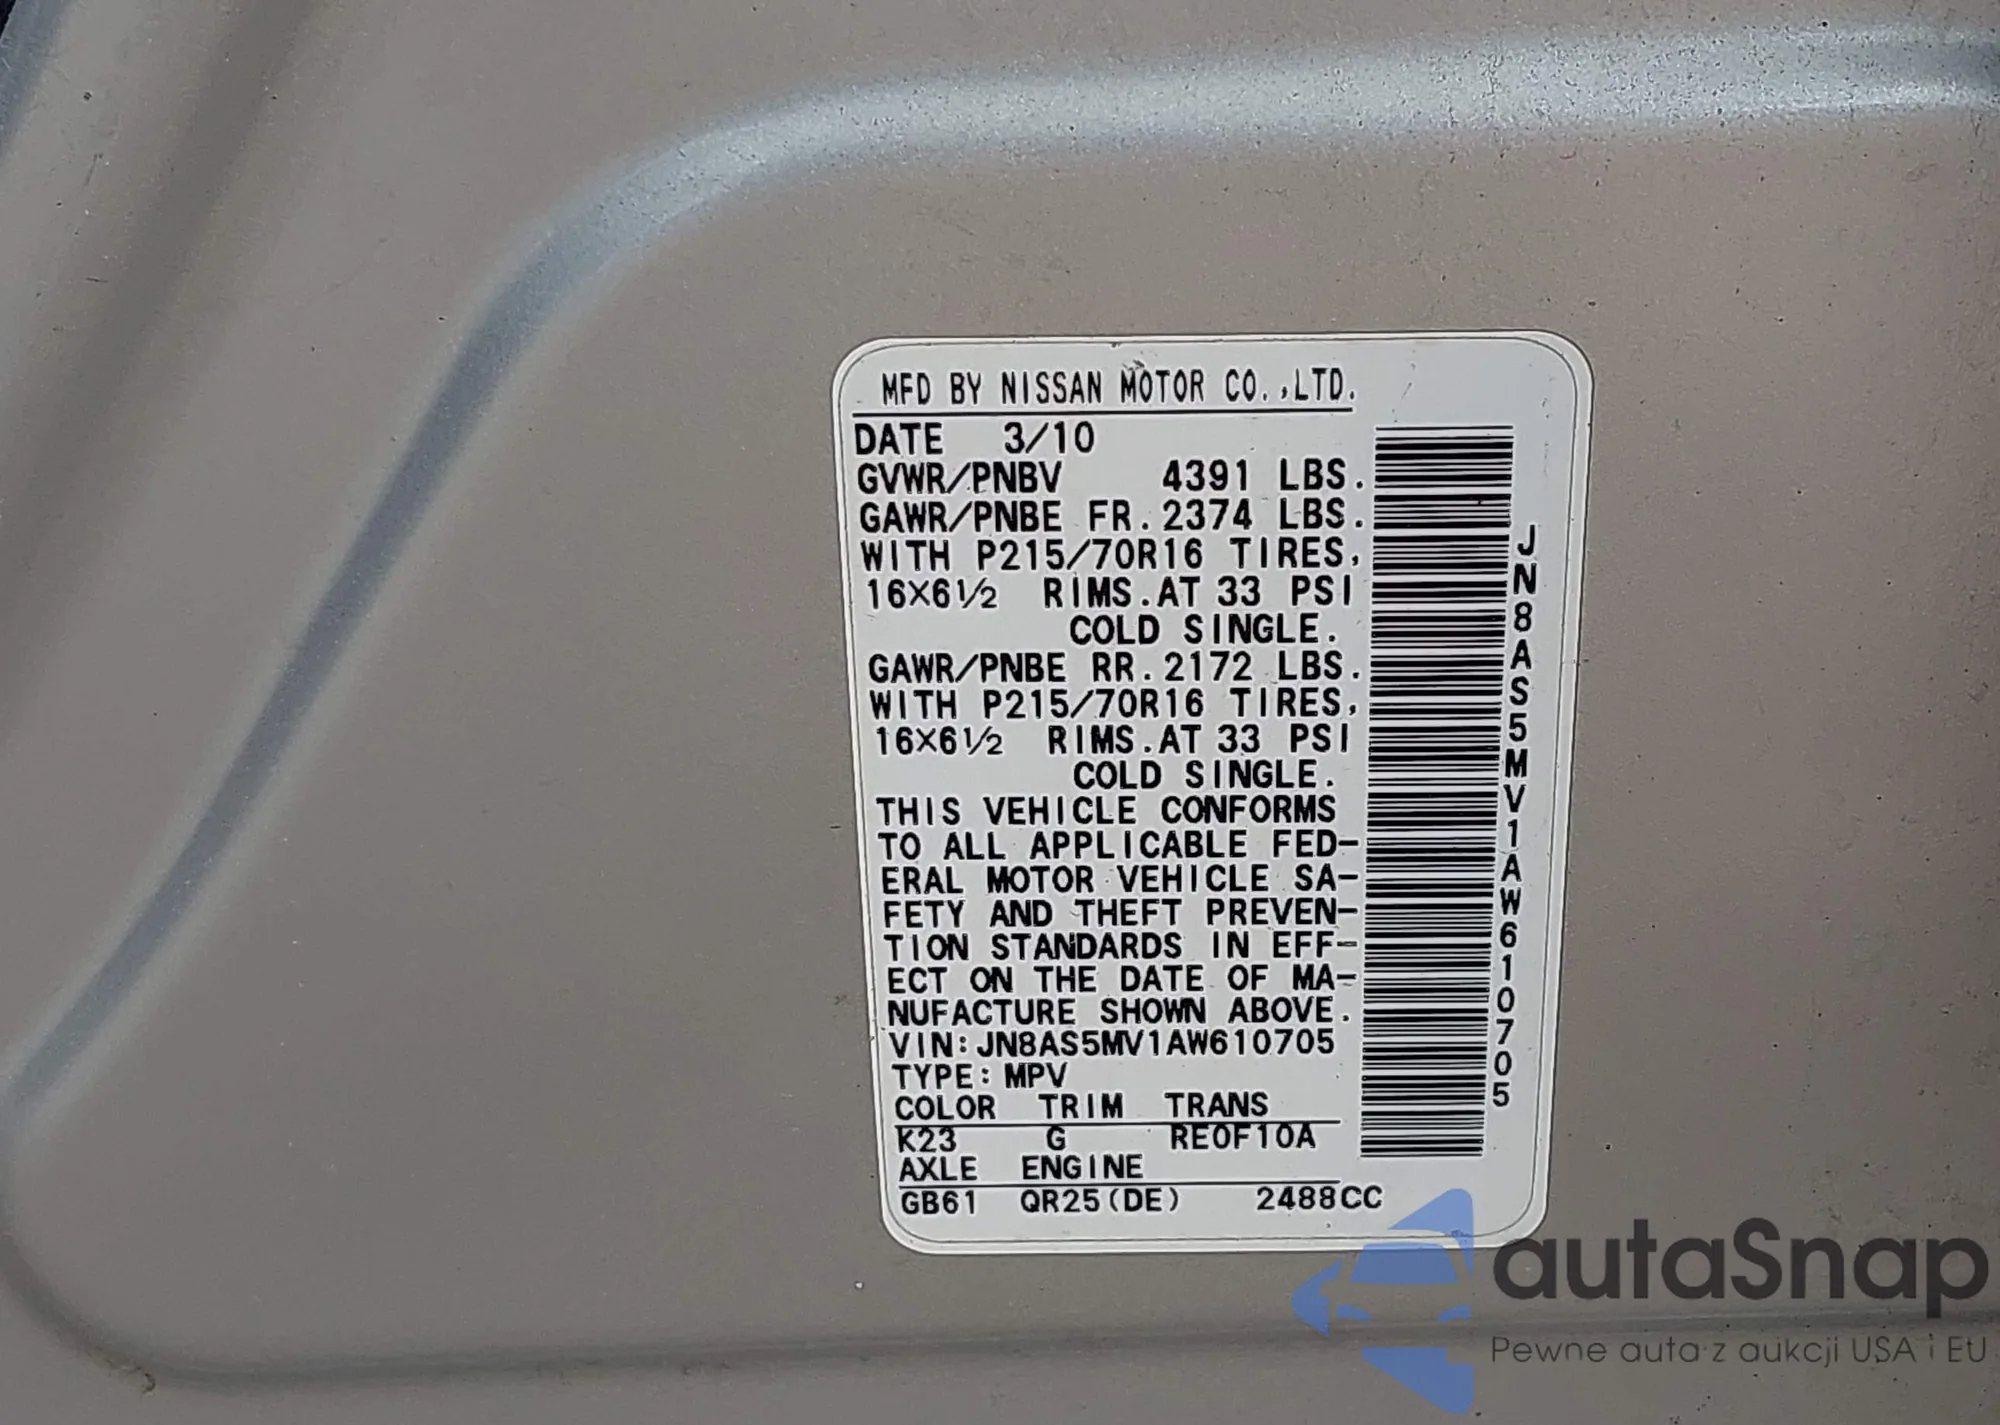 MFD BY NISSAN MOTOR CO.,LTD.
DATE 3/10
GVWR/PNBV 4391 LBS.
GAWR/PNBE FR. 2374 LBS.
WITH P215/70R16 TIRES,
16×6½ RIMS. AT 33 PSI
COLD SINGLE.
GAWR/PNBE RR. 2172 LBS.
WITH P215/70R16 TIRES,
16×6½ RIMS. AT 33 PSI
COLD SINGLE.
THIS VEHICLE CONFORMS
TO ALL APPLICABLE FED-
ERAL MOTOR VEHICLE SA-
FETY AND THEFT PREVEN-
TION STANDARDS IN EFF-
ECT ON THE DATE OF MA-
NUFACTURE SHOWN ABOVE.
VIN: JN8AS5MV1AW610705
TYPE: MPV
COLOR TRIM TRANS
K23 G RE0F10A
AXLE ENGINE
GB61 QR25(DE) 2488CC
JN8AS5MV1AW610705
autaSnap
Pewne auta z aukcji USA i EU